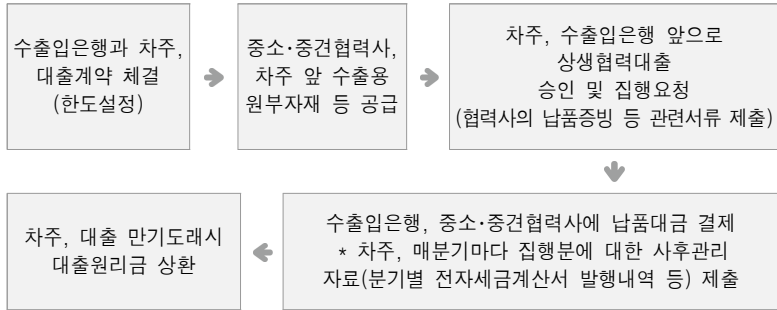 수출입은행과 차주,
대출계약 체결
(한도설정)
중소·중견협력사,
차주 앞 수출용
원부자재 등 공급
차주, 수출입은행 앞으로
상생협력대출
승인 및 집행요청
(협력사의 납품증빙 등 관련서류 제출)
수출입은행, 중소·중견협력사에 납품대금 결제
* 차주, 매분기마다 집행분에 대한 사후관리
자료(분기별 전자세금계산서 발행내역 등) 제출
차주, 대출 만기도래시
대출원리금 상환